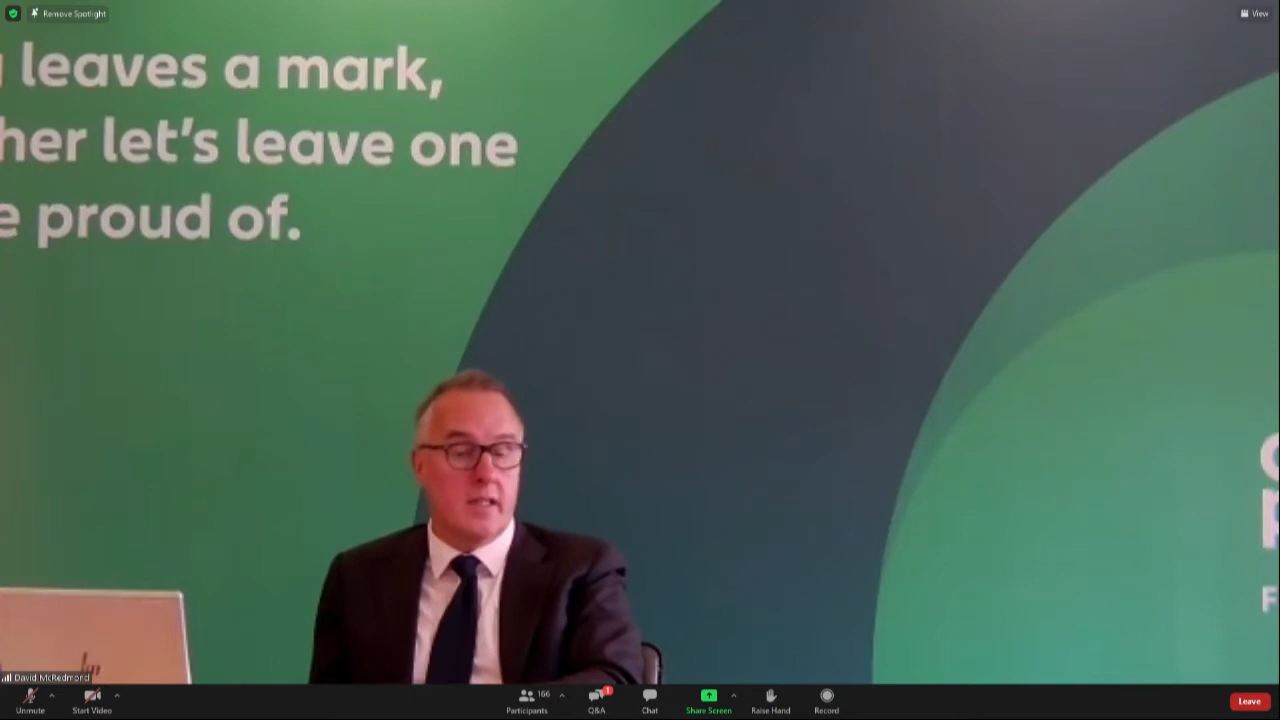 Remove Spotlight
View
leaves a mark,
her let's leave one
e proud of.
F
David McRedmond
Unmute
Start Video
166
Participants
1
Q&A
Chat
Share Screen
Raise Hand
Record
Leave